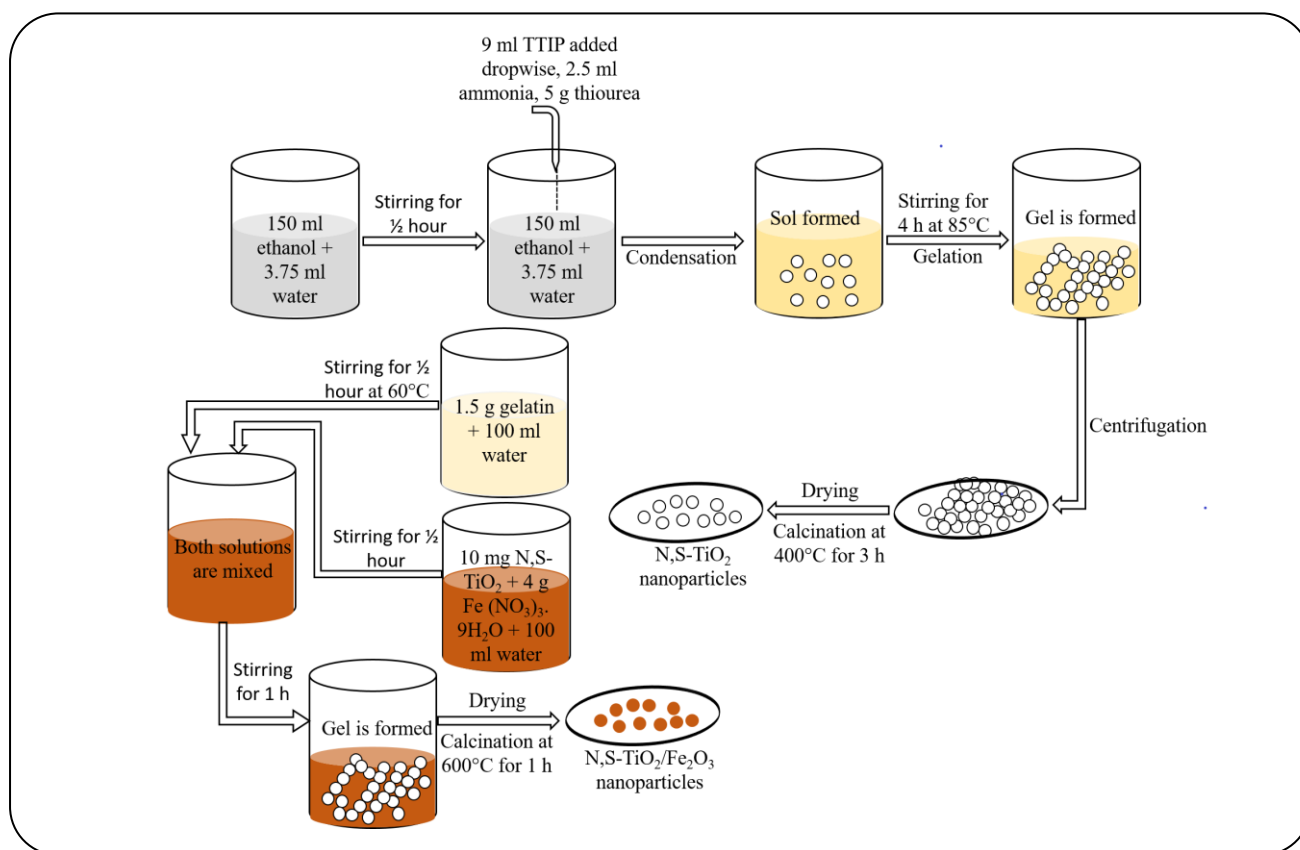 9 ml TTIP added
dropwise, 2.5 ml
ammonia, 5 g thiourea
150 ml
ethanol +
3.75 ml
water
Stirring for
½ hour
150 ml
ethanol +
3.75 ml
water
Condensation
Sol formed
Stirring for
4 h at 85°C
Gelation
Gel is formed
Centrifugation
Drying
Calcination at
400°C for 3 h
N,S-TiO₂
nanoparticles
Stirring for ½
hour at 60°C
1.5 g gelatin
+ 100 ml
water
Stirring for ½
hour
10 mg N,S-
TiO₂ + 4 g
Fe (NO₃)₃.
9H₂O + 100
ml water
Both solutions
are mixed
Stirring
for 1 h
Gel is formed
Drying
Calcination at
600°C for 1 h
N,S-TiO₂/Fe₂O₃
nanoparticles